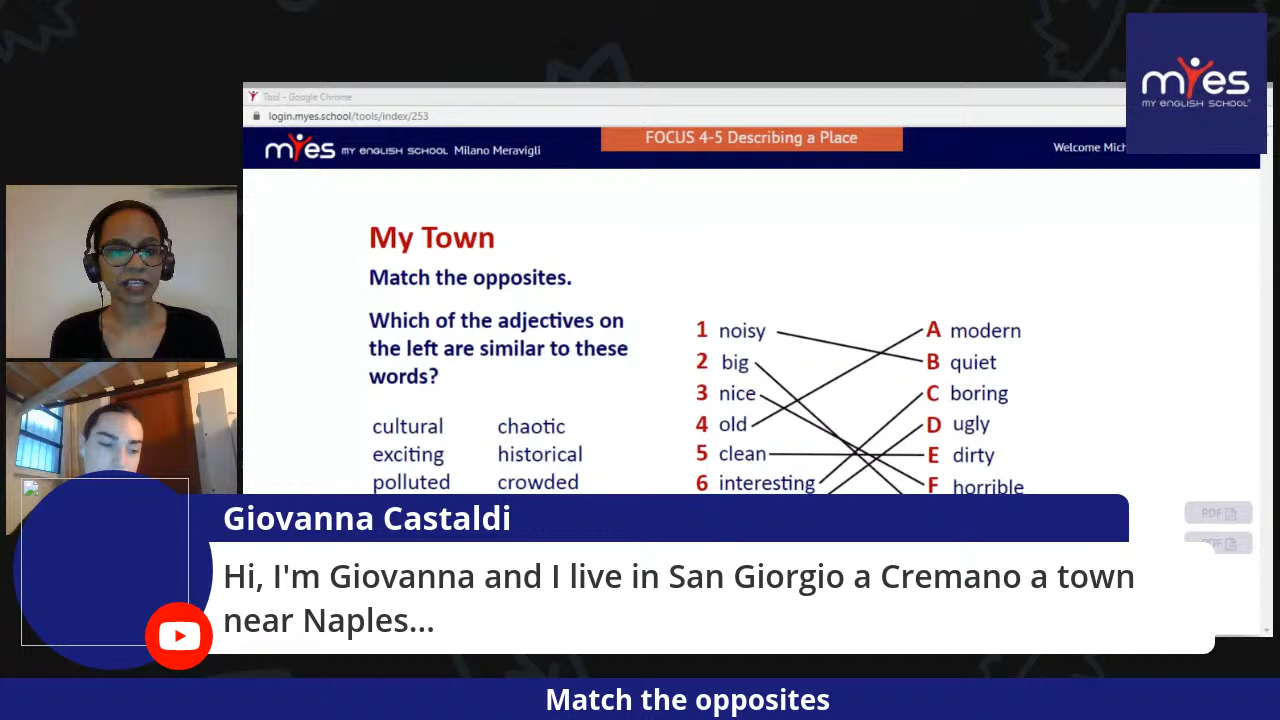 myes
MY ENGLISH SCHOOL
Tool - Google Chrome
login.myes.school/tools/index/253
myes MY ENGLISH SCHOOL Milano Meravigli
FOCUS 4-5 Describing a Place
Welcome Mich
My Town
Match the opposites.
Which of the adjectives on
the left are similar to these
words?
cultural chaotic
exciting historical
polluted crowded
1 noisy
2 big
3 nice
4 old
5 clean
6 interesting
A modern
B quiet
C boring
D ugly
E dirty
F horrible
PDF
PDF
Giovanna Castaldi
Hi, I'm Giovanna and I live in San Giorgio a Cremano a town
near Naples...
Match the opposites